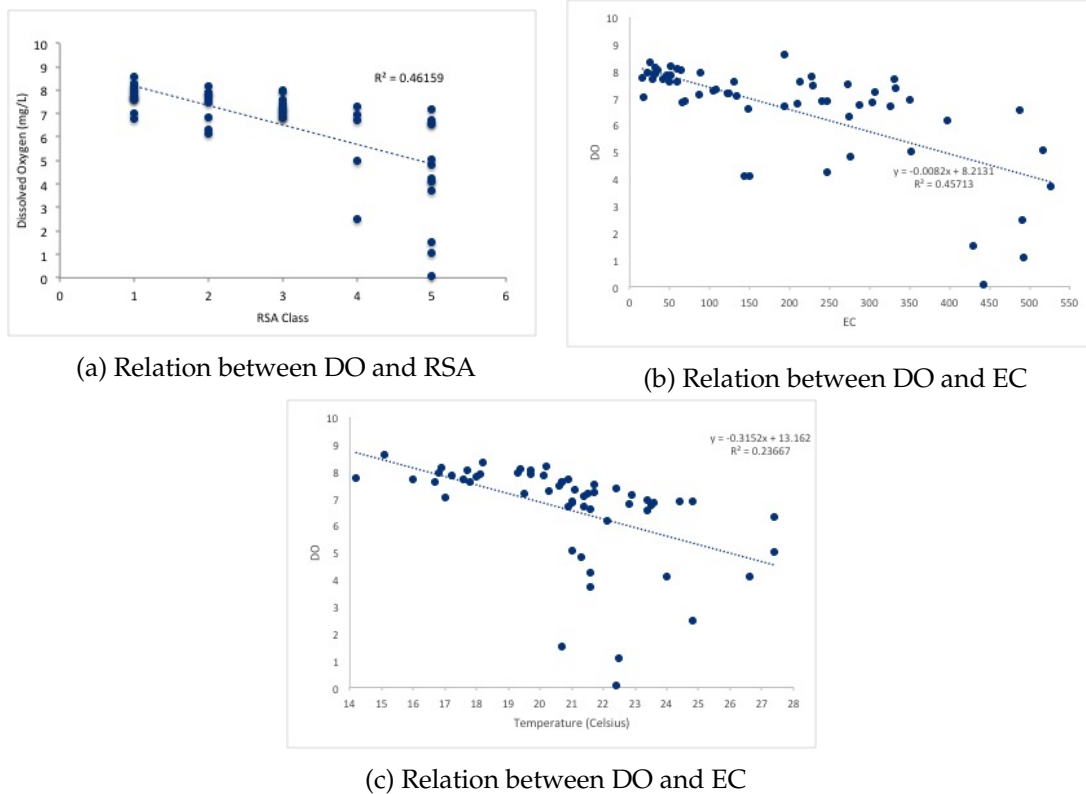 10
9
8
7
6
5
4
3
2
1
0
Dissolved Oxygen (mg/L)
R² = 0.46159
0 1 2 3 4 5 6
RSA Class
(a) Relation between DO and RSA
10
9
8
7
6
5
4
3
2
1
0
DO
y = -0.0082x + 8.2131
R² = 0.45713
0 50 100 150 200 250 300 350 400 450 500 550
EC
(b) Relation between DO and EC
10
9
8
7
6
5
4
3
2
1
0
DO
y = -0.3152x + 13.162
R² = 0.23667
14 15 16 17 18 19 20 21 22 23 24 25 26 27 28
Temperature (Celsius)
(c) Relation between DO and EC